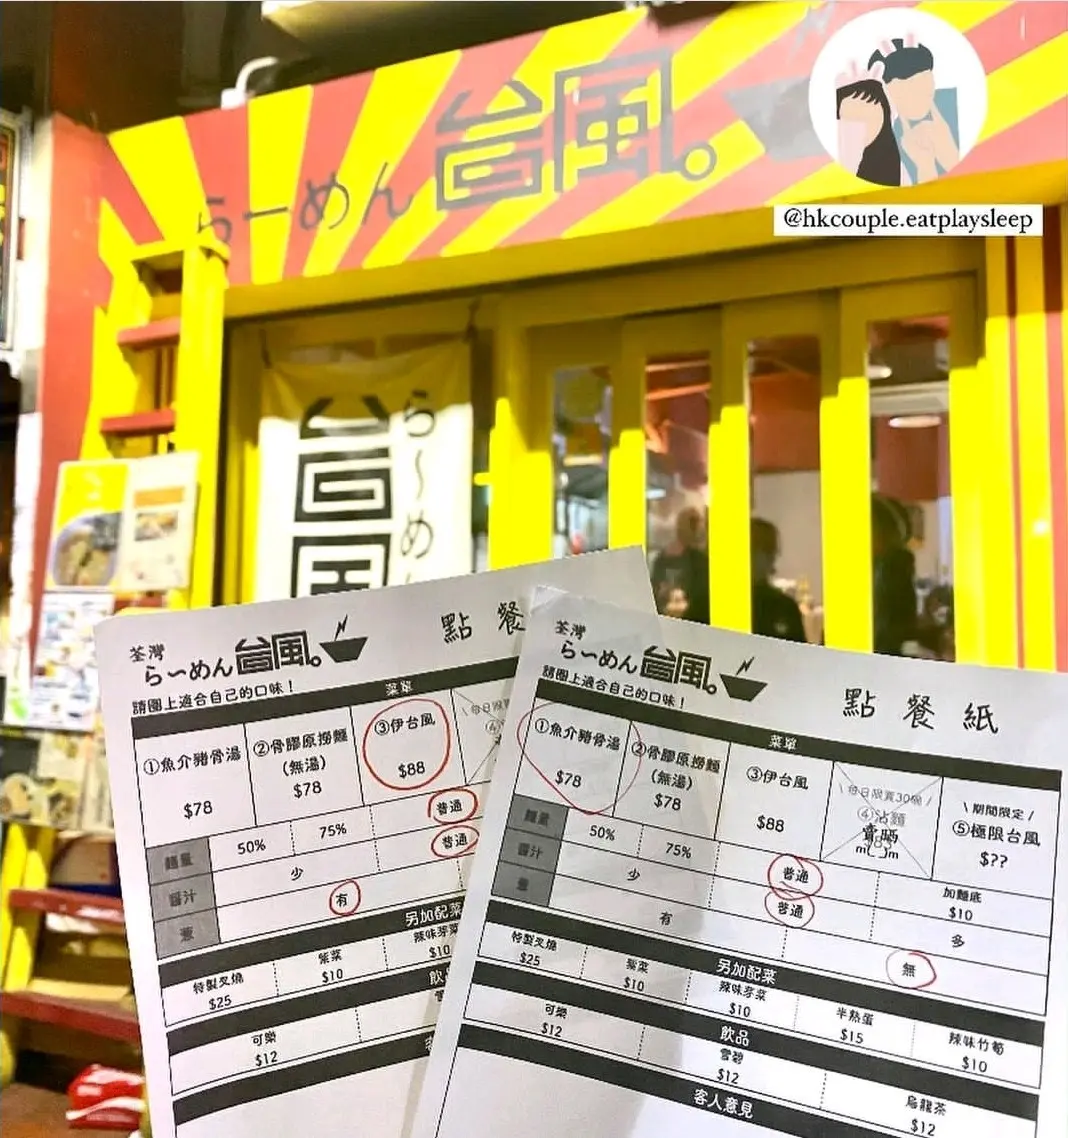 らーめん 台風。
@hkcouple.eatplaysleep
らーめ
台風
荃灣
らーめん 台風。
點 餐
請圈上適合自己的口味！
菜單
①魚介豬骨湯
$78
②骨膠原撈麵
(無湯)
$78
③伊台風
$88
麵量
50%
75%
普通
醬汁
少
普通
蔥
有
另加配菜
特製叉燒
$25
紫菜
$10
辣味芽菜
$10
可樂
$12
荃灣
らーめん 台風。
點 餐 紙
請圈上適合自己的口味！
菜單
①魚介豬骨湯
$78
②骨膠原撈麵
(無湯)
$78
③伊台風
$88
\ 每日限賣30碗 /
④沾麵
賣晒
m(_ _)m
\ 期間限定 /
⑤極限台風
$??
麵量
50%
75%
普通
加麵底
$10
醬汁
少
普通
多
蔥
有
無
另加配菜
特製叉燒
$25
紫菜
$10
辣味芽菜
$10
半熟蛋
$15
辣味竹筍
$10
飲品
可樂
$12
雪碧
$12
烏龍茶
$12
客人意見